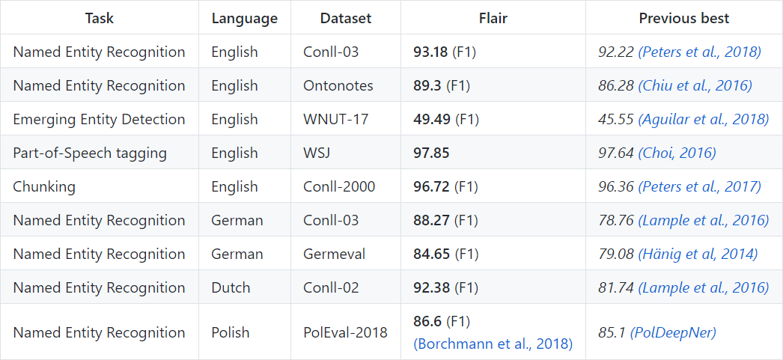 Task Language Dataset Flair Previous best
Named Entity Recognition English Conll-03 93.18 (F1) 92.22 (Peters et al., 2018)
Named Entity Recognition English Ontonotes 89.3 (F1) 86.28 (Chiu et al., 2016)
Emerging Entity Detection English WNUT-17 49.49 (F1) 45.55 (Aguilar et al., 2018)
Part-of-Speech tagging English WSJ 97.85 97.64 (Choi, 2016)
Chunking English Conll-2000 96.72 (F1) 96.36 (Peters et al., 2017)
Named Entity Recognition German Conll-03 88.27 (F1) 78.76 (Lample et al., 2016)
Named Entity Recognition German Germeval 84.65 (F1) 79.08 (Hänig et al, 2014)
Named Entity Recognition Dutch Conll-02 92.38 (F1) 81.74 (Lample et al., 2016)
Named Entity Recognition Polish PolEval-2018 86.6 (F1)
(Borchmann et al., 2018) 85.1 (PolDeepNer)